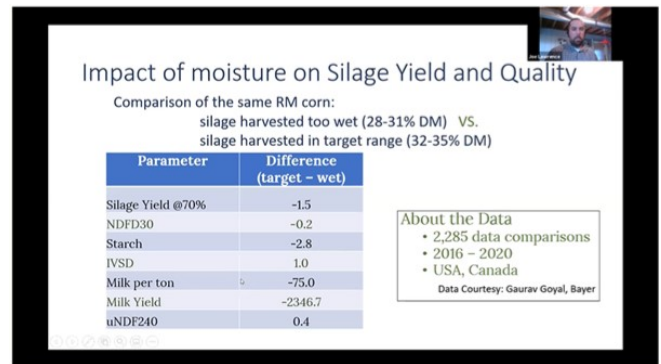 Joe Lawrence
Impact of moisture on Silage Yield and Quality
Comparison of the same RM corn:
silage harvested too wet (28-31% DM) VS.
silage harvested in target range (32-35% DM)
Parameter Difference
(target – wet)
Silage Yield @70% -1.5
NDFD30 -0.2
Starch -2.8
IVSD 1.0
Milk per ton -75.0
Milk Yield -2346.7
uNDF240 0.4
About the Data
• 2,285 data comparisons
• 2016 – 2020
• USA, Canada
Data Courtesy: Gaurav Goyal, Bayer